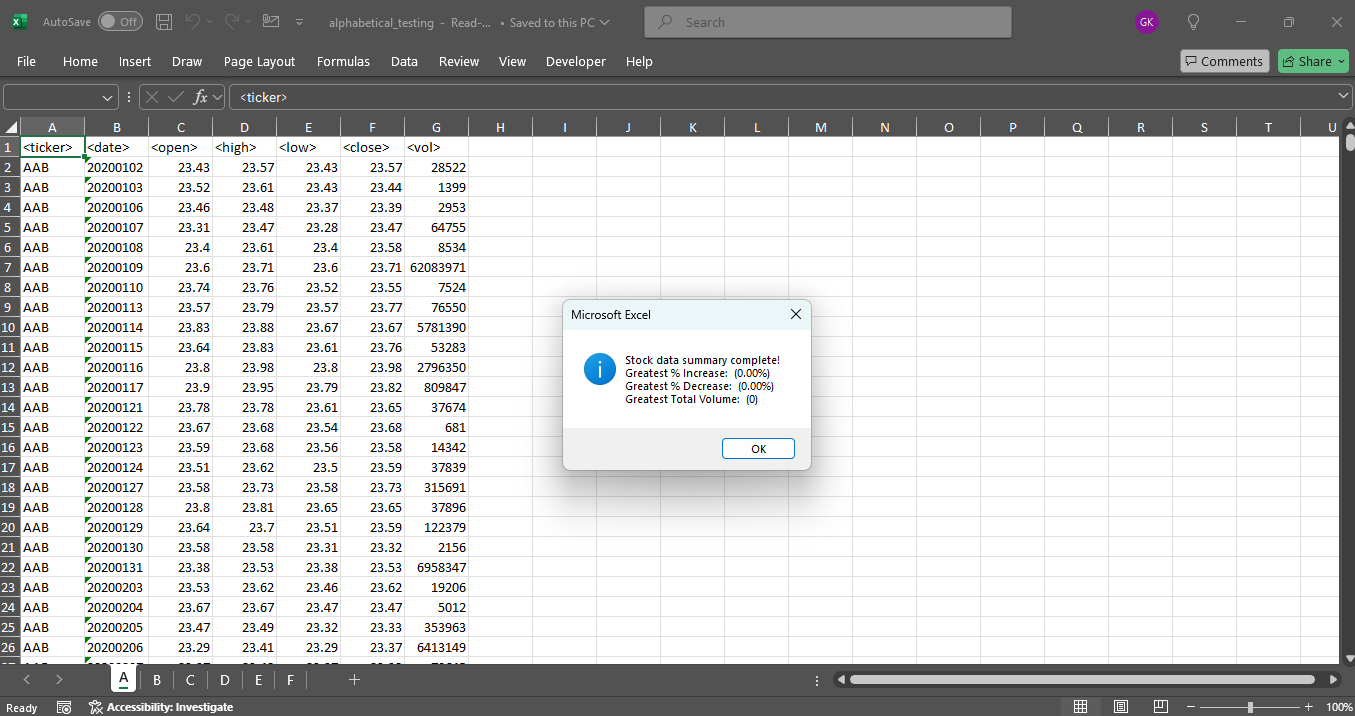 AutoSave Off alphabetical_testing - Read-... • Saved to this PC Search GK
File Home Insert Draw Page Layout Formulas Data Review View Developer Help Comments Share
fx <ticker>
A B C D E F G H I J K L M N O P Q R S T U
1 <ticker> <date> <open> <high> <low> <close> <vol>
2 AAB 20200102 23.43 23.57 23.43 23.57 28522
3 AAB 20200103 23.52 23.61 23.43 23.44 1399
4 AAB 20200106 23.46 23.48 23.37 23.39 2953
5 AAB 20200107 23.31 23.47 23.28 23.47 64755
6 AAB 20200108 23.4 23.61 23.4 23.58 8534
7 AAB 20200109 23.6 23.71 23.6 23.71 62083971
8 AAB 20200110 23.74 23.76 23.52 23.55 7524
9 AAB 20200113 23.57 23.79 23.57 23.77 76550
10 AAB 20200114 23.83 23.88 23.67 23.67 5781390
11 AAB 20200115 23.64 23.83 23.61 23.76 53283
12 AAB 20200116 23.8 23.98 23.8 23.98 2796350
13 AAB 20200117 23.9 23.95 23.79 23.82 809847
14 AAB 20200121 23.78 23.78 23.61 23.65 37674
15 AAB 20200122 23.67 23.68 23.54 23.68 681
16 AAB 20200123 23.59 23.68 23.56 23.58 14342
17 AAB 20200124 23.51 23.62 23.5 23.59 37839
18 AAB 20200127 23.58 23.73 23.58 23.73 315691
19 AAB 20200128 23.8 23.81 23.65 23.65 37896
20 AAB 20200129 23.64 23.7 23.51 23.59 122379
21 AAB 20200130 23.58 23.58 23.31 23.32 2156
22 AAB 20200131 23.38 23.53 23.38 23.53 6958347
23 AAB 20200203 23.53 23.62 23.46 23.62 19206
24 AAB 20200204 23.67 23.67 23.47 23.47 5012
25 AAB 20200205 23.47 23.49 23.32 23.33 353963
26 AAB 20200206 23.29 23.41 23.29 23.37 6413149
Microsoft Excel
Stock data summary complete!
Greatest % Increase: (0.00%)
Greatest % Decrease: (0.00%)
Greatest Total Volume: (0)
OK
A B C D E F
Ready Accessibility: Investigate 100%